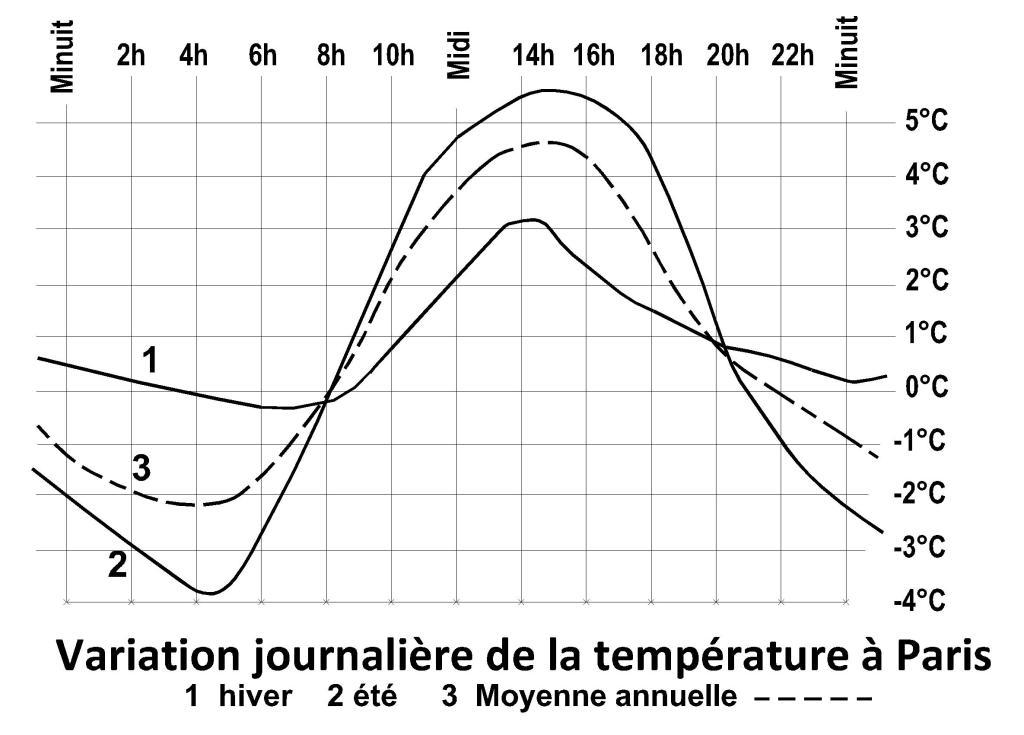 Minuit 2h 4h 6h 8h 10h Midi 14h 16h 18h 20h 22h Minuit
5°C
4°C
3°C
2°C
1°C
1
0°C
-1°C
3
-2°C
2
-3°C
-4°C
Variation journalière de la température à Paris
1 hiver 2 été 3 Moyenne annuelle – – – – –